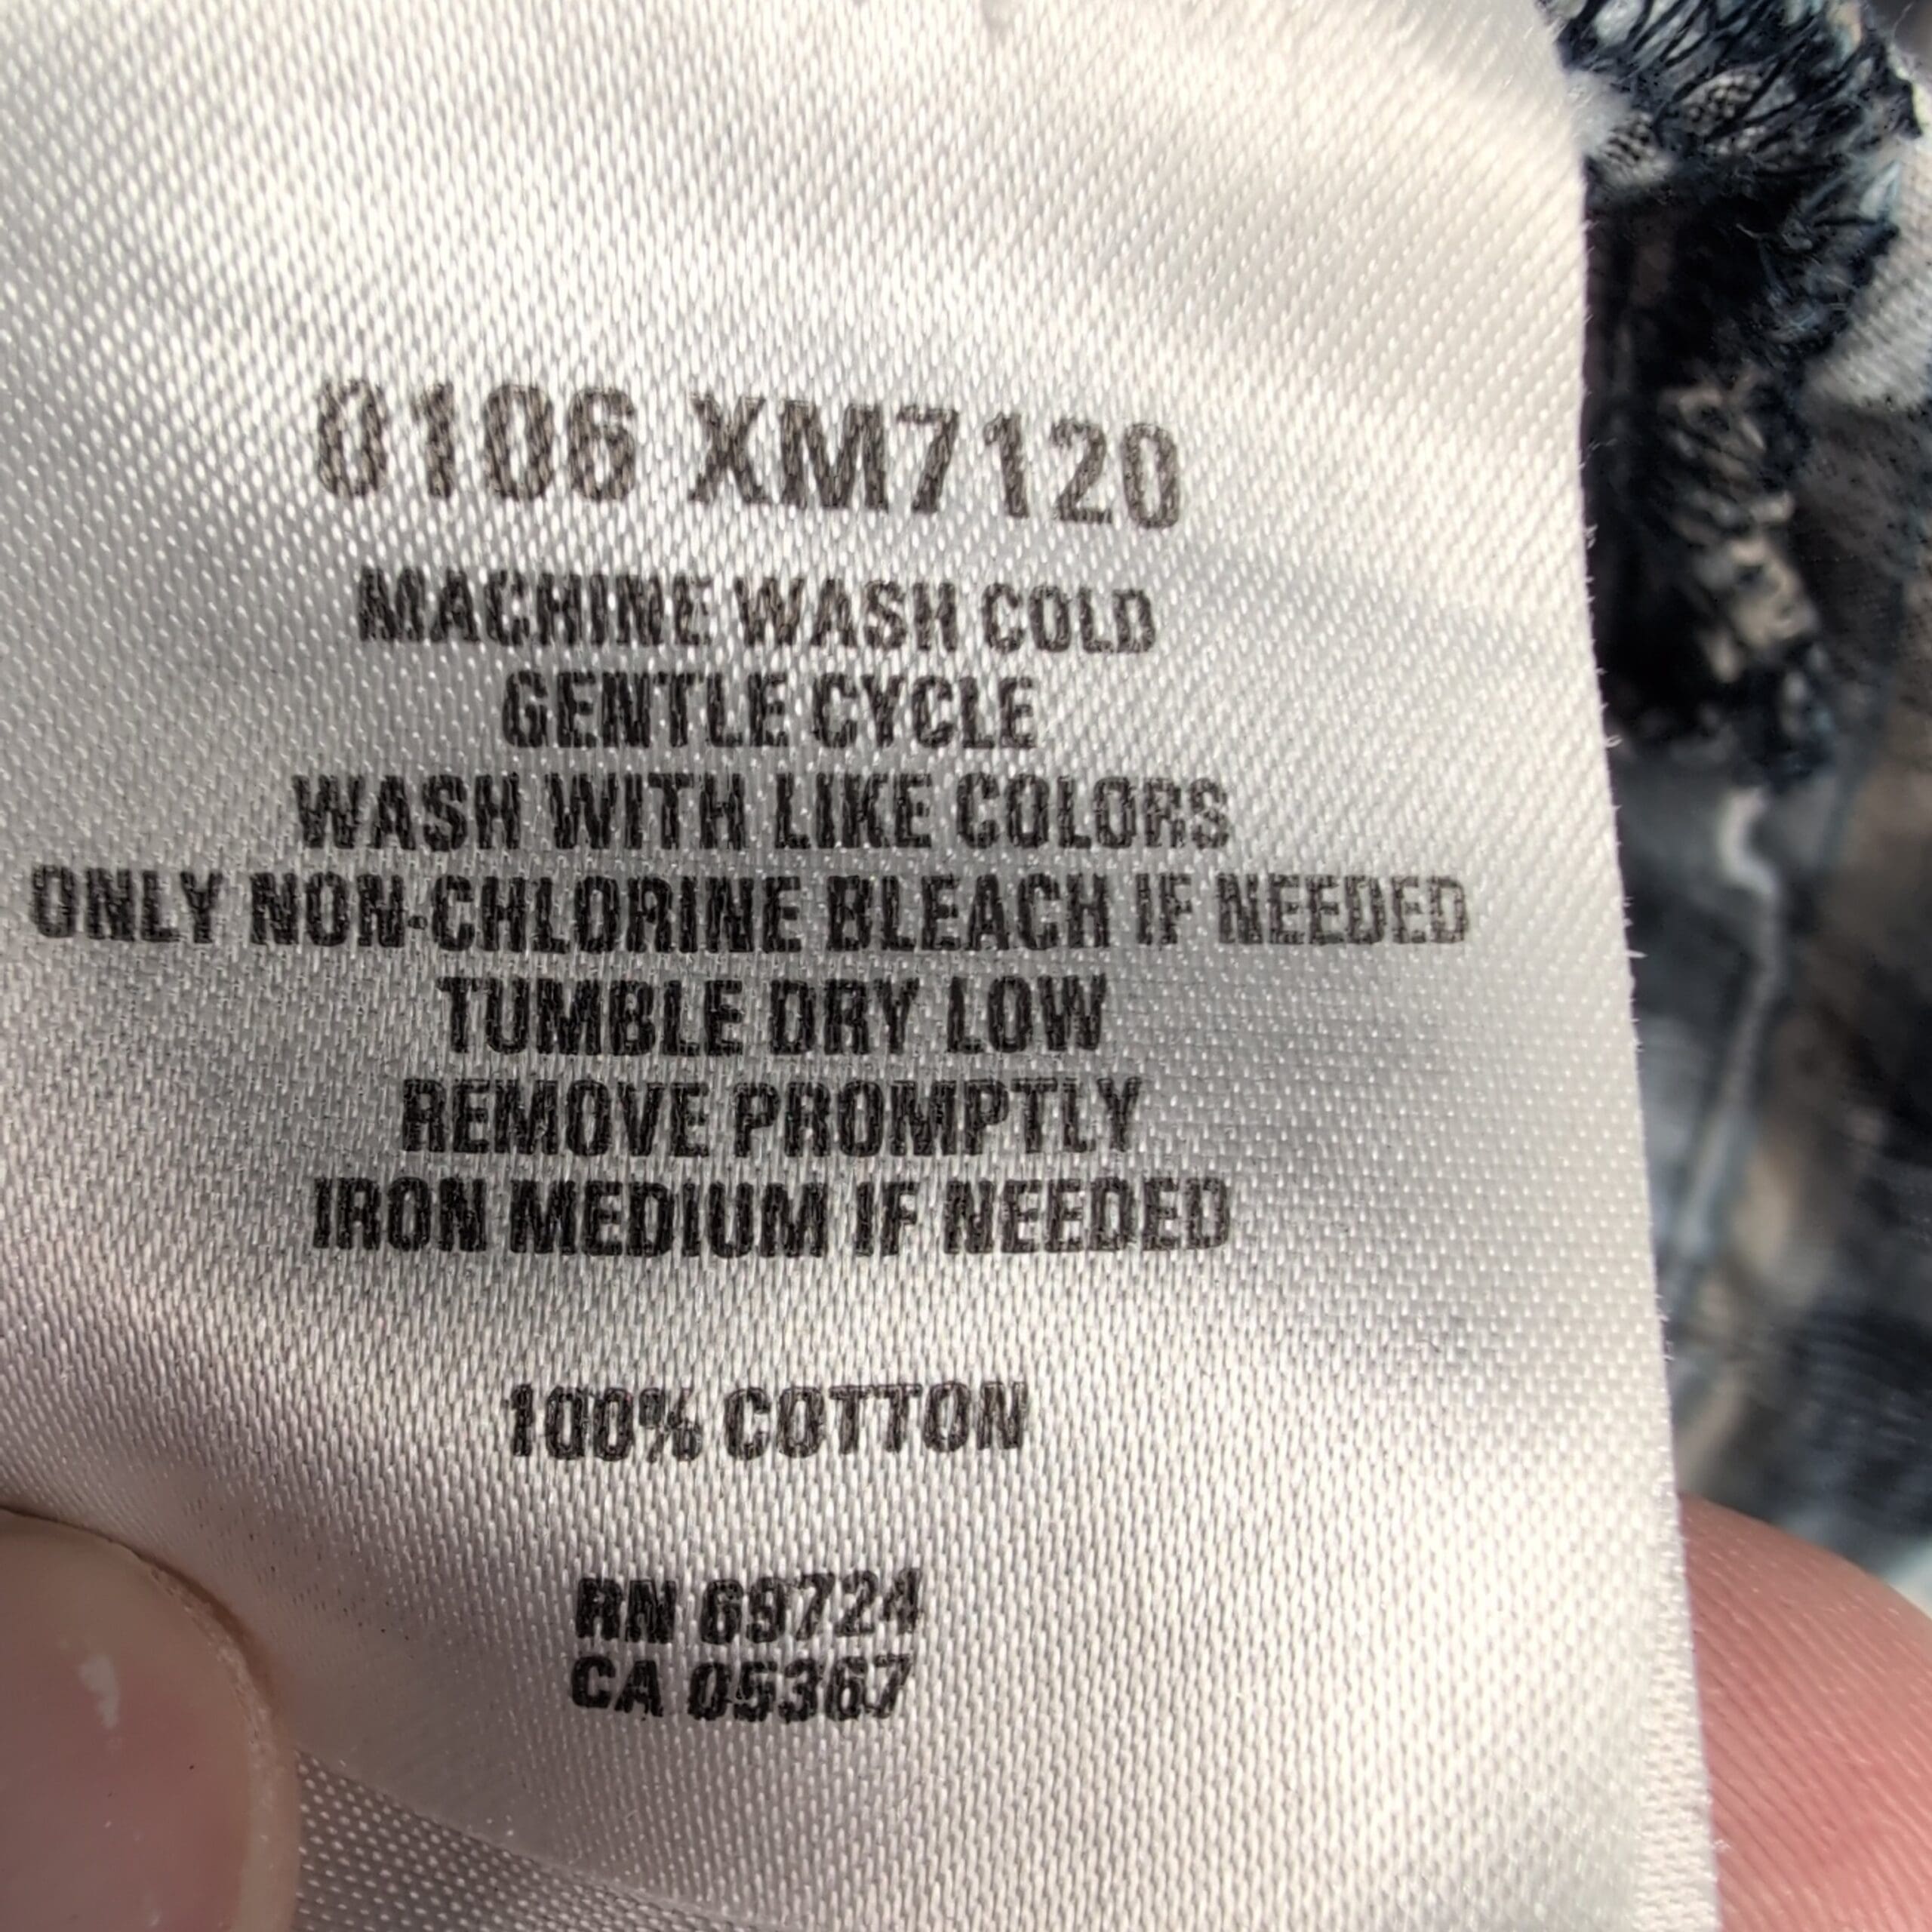 0106 XM7120
MACHINE WASH COLD
GENTLE CYCLE
WASH WITH LIKE COLORS
ONLY NON-CHLORINE BLEACH IF NEEDED
TUMBLE DRY LOW
REMOVE PROMPTLY
IRON MEDIUM IF NEEDED
100% COTTON
RN 69724
CA 05367